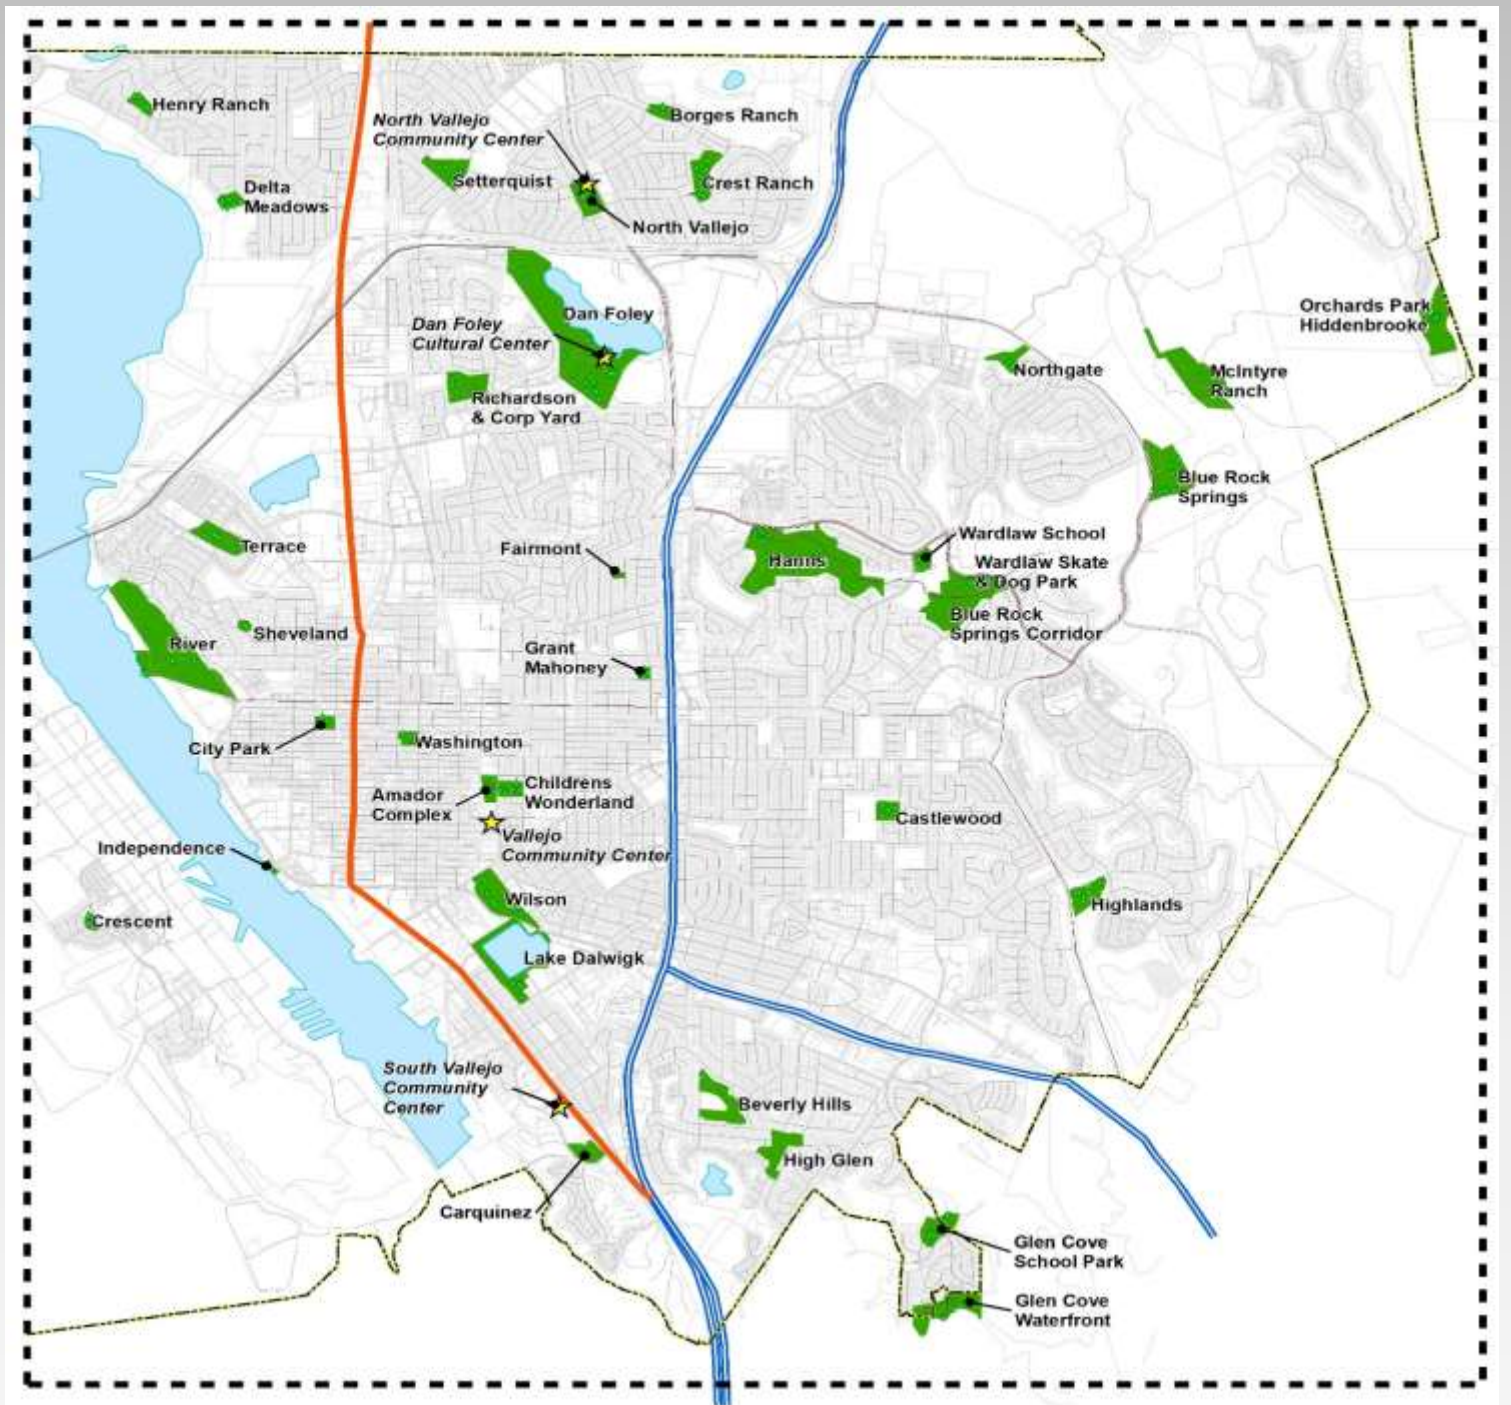 Henry Ranch
Borges Ranch
North Vallejo
Community Center
Setterquist
Crest Ranch
Delta
Meadows
North Vallejo
Orchards Park
Hiddenbrooke
Dan Foley
Dan Foley
Cultural Center
Northgate
McIntyre
Ranch
Richardson
& Corp Yard
Blue Rock
Springs
Wardlaw School
Terrace
Fairmont
Hanns
Wardlaw Skate
& Dog Park
Blue Rock
Springs Corridor
Sheveland
River
Grant
Mahoney
City Park
Washington
Childrens
Wonderland
Amador
Complex
Castlewood
Vallejo
Community Center
Independence
Wilson
Highlands
Crescent
Lake Dalwigk
South Vallejo
Community
Center
Beverly Hills
High Glen
Carquinez
Glen Cove
School Park
Glen Cove
Waterfront